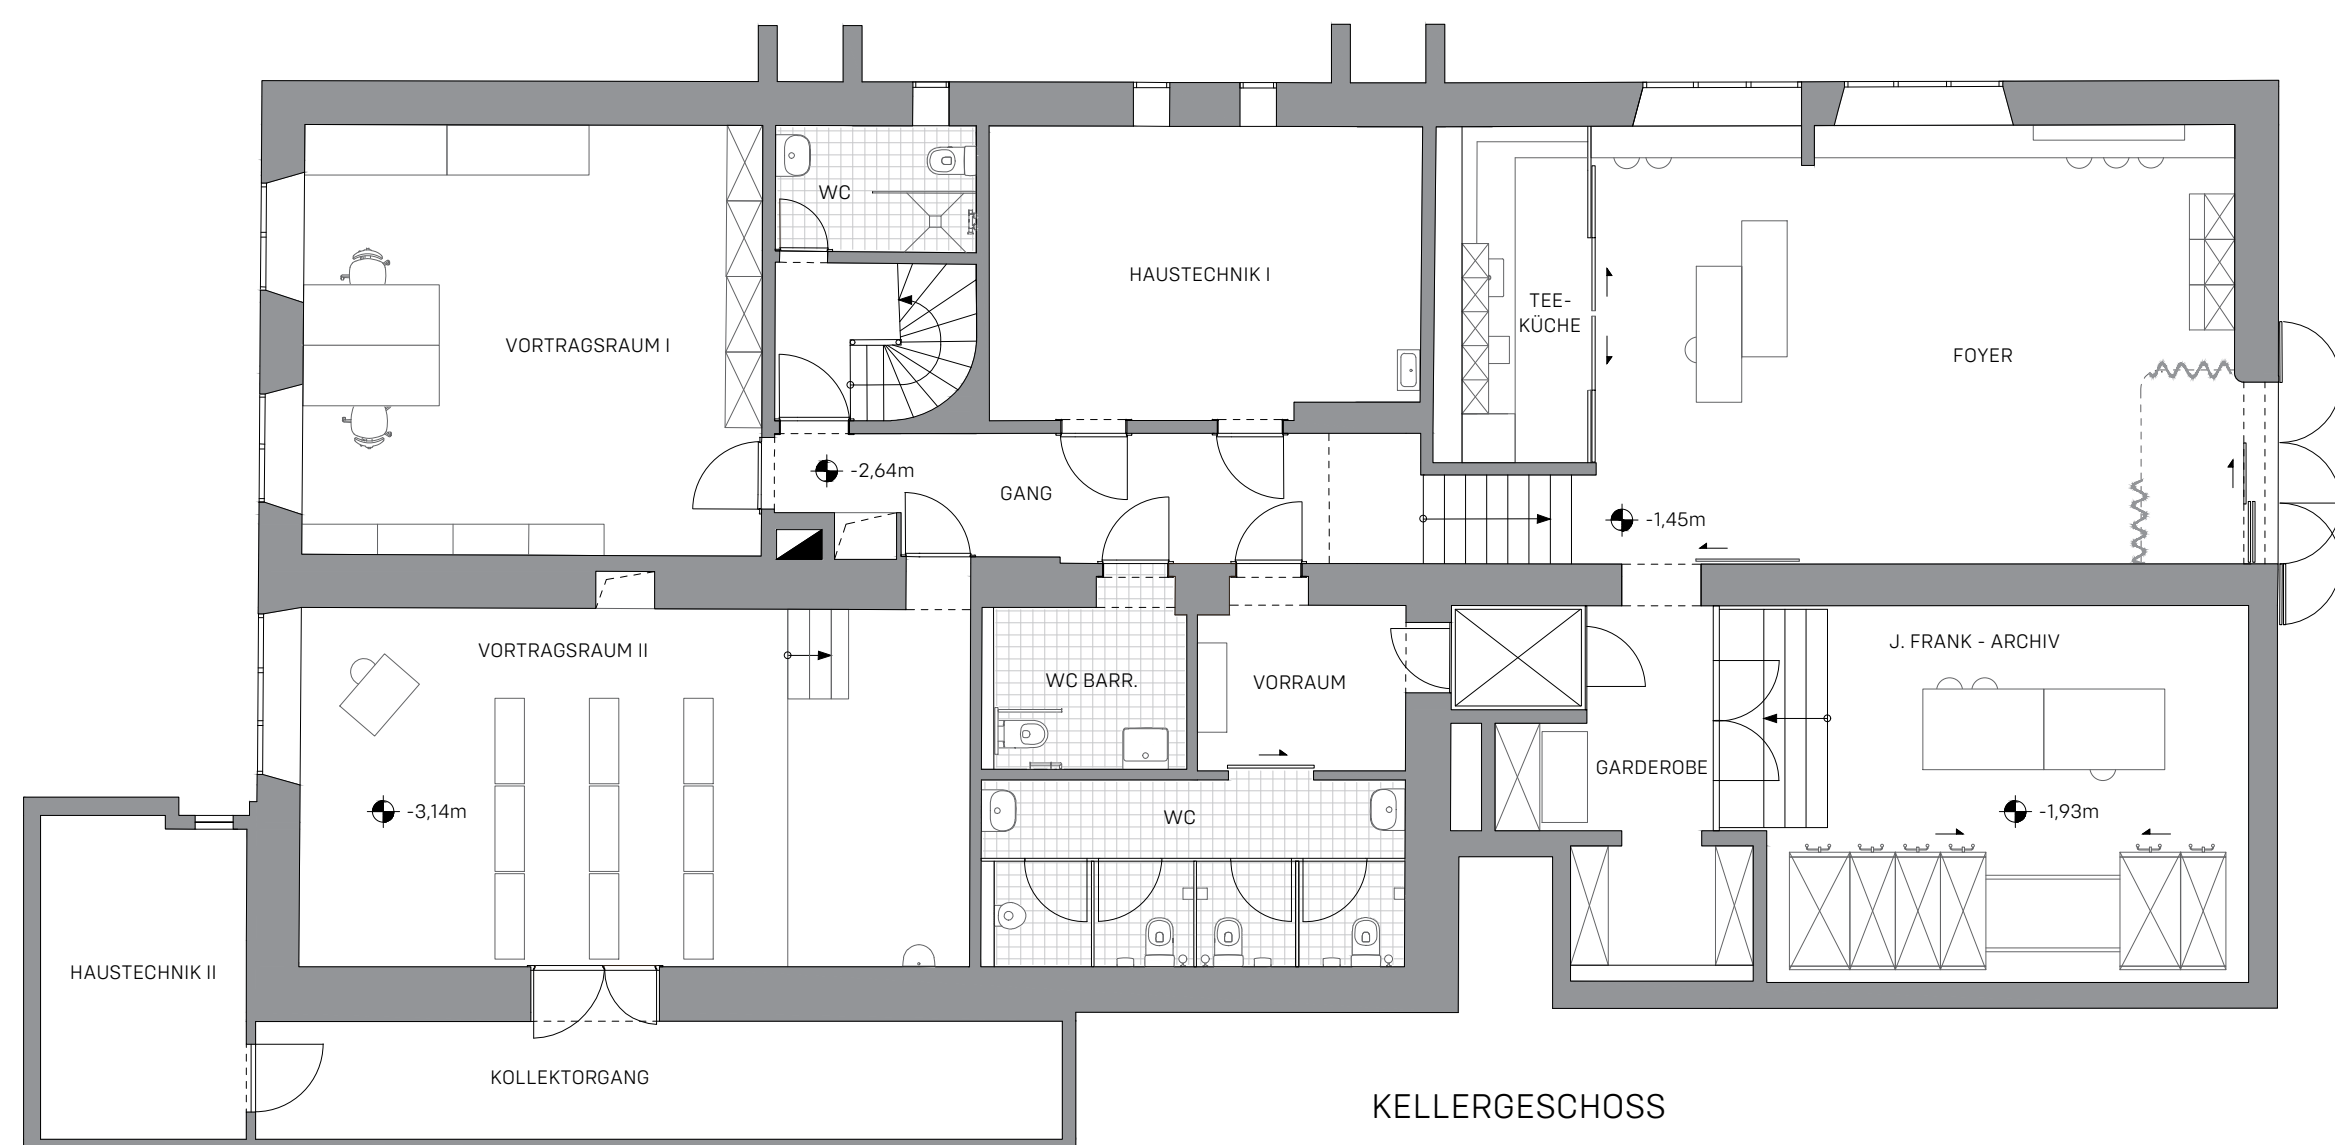 WC
HAUSTECHNIK I
TEE-
KÜCHE
VORTRAGSRAUM I
FOYER
-2,64m
GANG
-1,45m
VORTRAGSRAUM II
J. FRANK - ARCHIV
WC BARR.
VORRAUM
GARDEROBE
-3,14m
WC
-1,93m
HAUSTECHNIK II
KOLLEKTORGANG
KELLERGESCHOSS